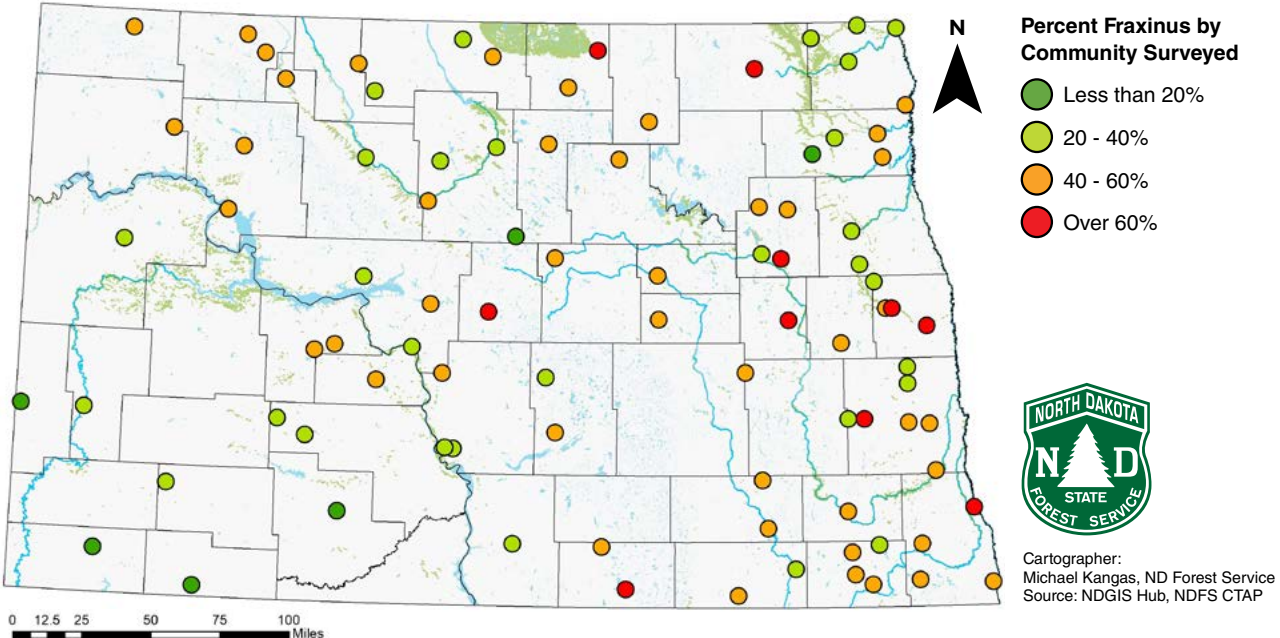 N
Percent Fraxinus by
Community Surveyed
Less than 20%
20 - 40%
40 - 60%
Over 60%
NORTH DAKOTA
N D
STATE
FOREST SERVICE
Cartographer:
Michael Kangas, ND Forest Service
Source: NDGIS Hub, NDFS CTAP
0 12.5 25 50 75 100
Miles